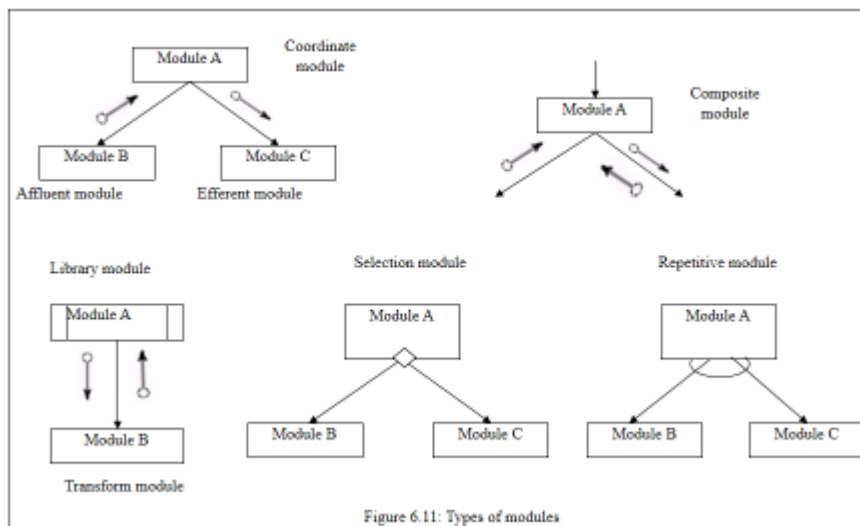 Module A
Coordinate
module
Module B
Module C
Affluent module
Efferent module
Module A
Composite
module
Library module
Module A
Module B
Transform module
Selection module
Module A
Module B
Module C
Repetitive module
Module A
Module B
Module C
Figure 6.11: Types of modules